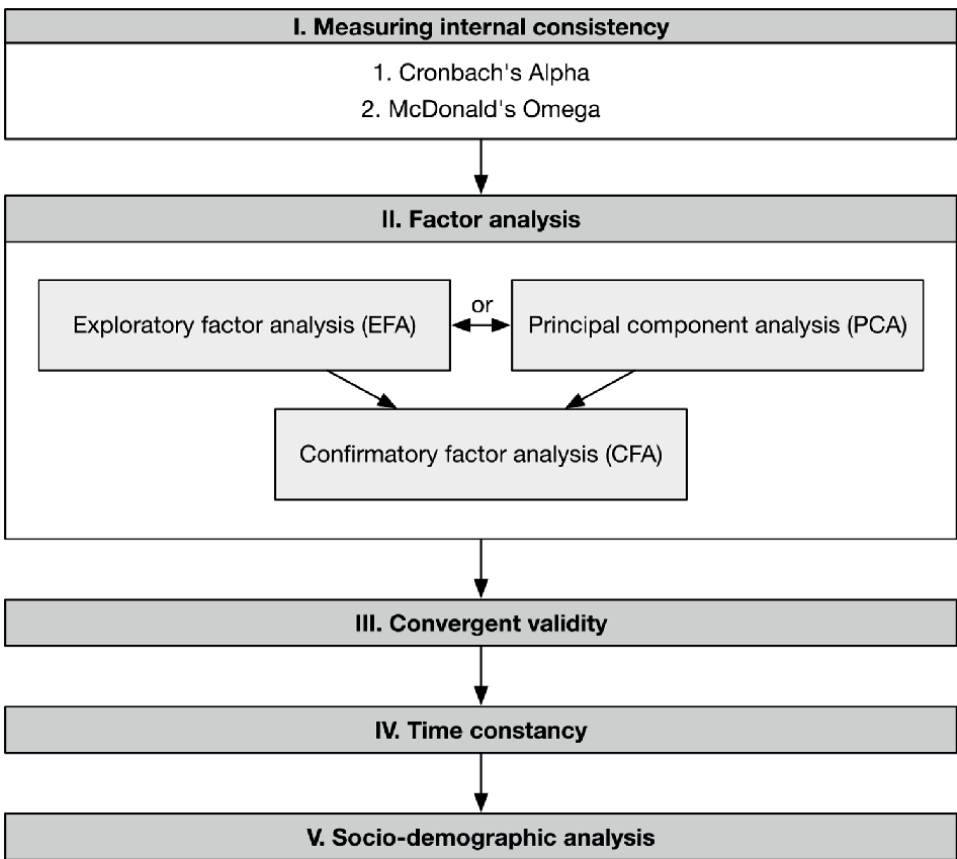 I. Measuring internal consistency
1. Cronbach's Alpha
2. McDonald's Omega
II. Factor analysis
Exploratory factor analysis (EFA)
or
Principal component analysis (PCA)
Confirmatory factor analysis (CFA)
III. Convergent validity
IV. Time constancy
V. Socio-demographic analysis